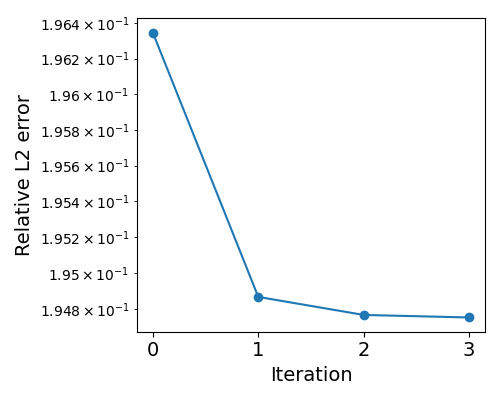 1.964 × 10⁻¹
1.962 × 10⁻¹
1.96 × 10⁻¹
1.958 × 10⁻¹
1.956 × 10⁻¹
1.954 × 10⁻¹
1.952 × 10⁻¹
1.95 × 10⁻¹
1.948 × 10⁻¹
Relative L2 error
0 1 2 3
Iteration